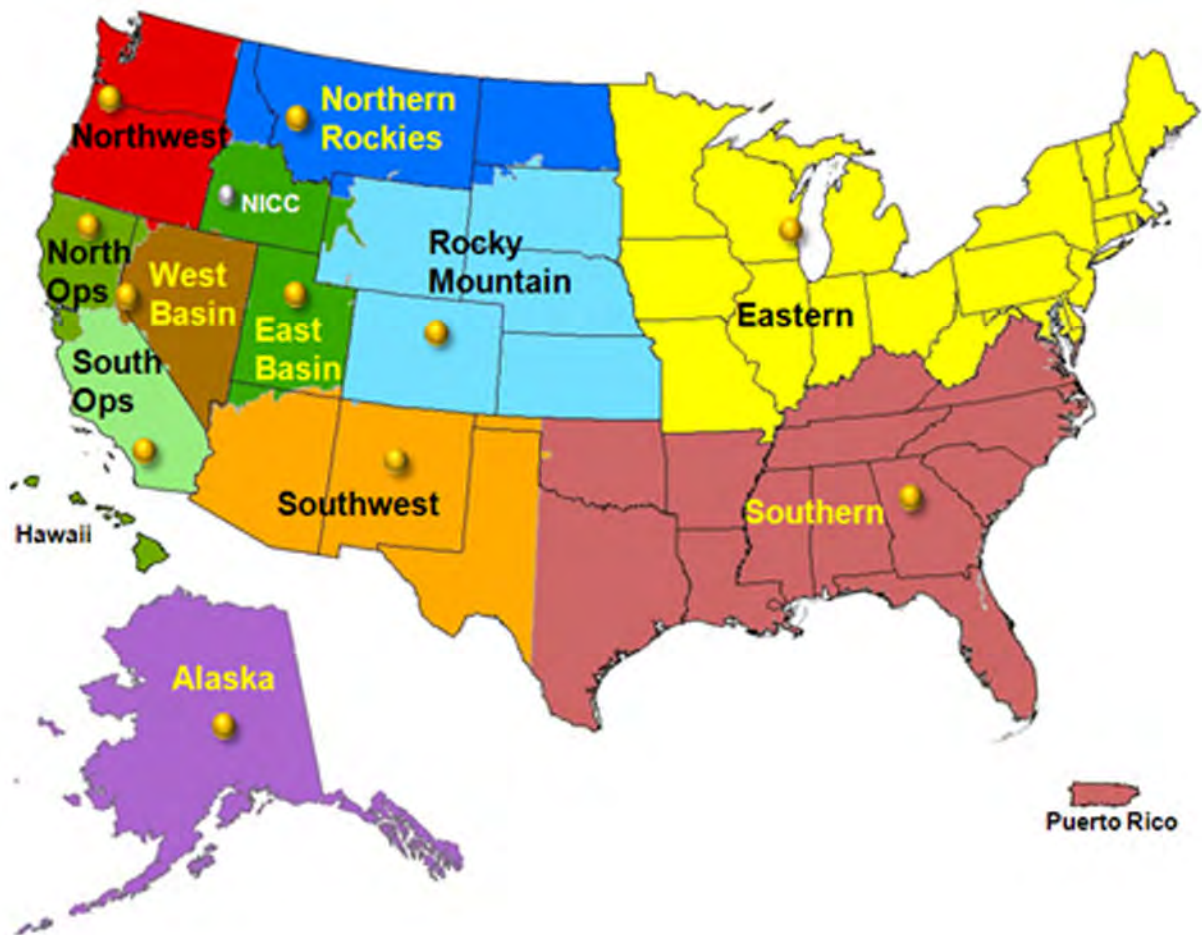 Northern
Rockies
Northwest
NICC
North
Ops
West
Basin
Rocky
Mountain
East
Basin
Eastern
South
Ops
Southwest
Southern
Hawaii
Alaska
Puerto Rico